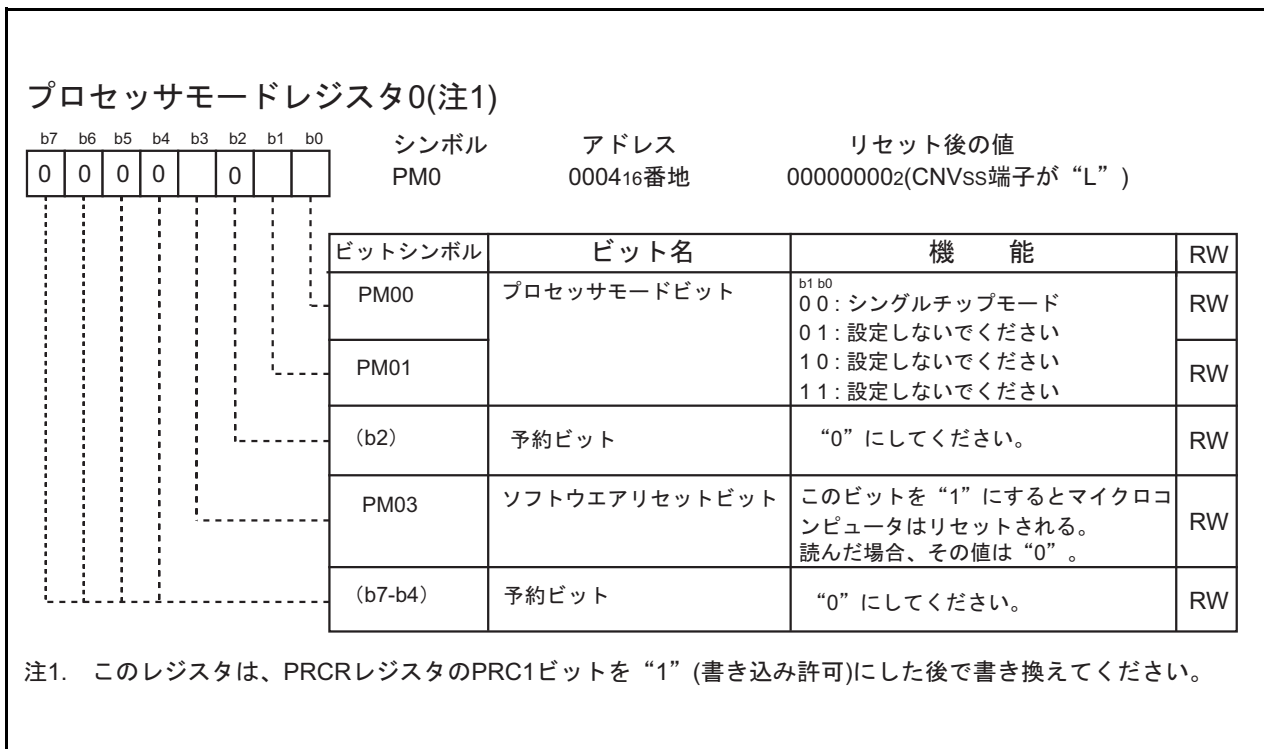 プロセッサモードレジスタ0(注1)
b7 b6 b5 b4 b3 b2 b1 b0
0 0 0 0 0
シンボル アドレス リセット後の値
PM0 000416番地 000000002(CNVSS端子が“L”)
ビットシンボル ビット名 機 能 RW
PM00 プロセッサモードビット b1 b0
0 0 : シングルチップモード RW
0 1 : 設定しないでください
PM01 1 0 : 設定しないでください RW
1 1 : 設定しないでください
(b2) 予約ビット “0”にしてください。 RW
PM03 ソフトウエアリセットビット このビットを“1”にするとマイクロコ
ンピュータはリセットされる。 RW
読んだ場合、その値は“0”。
(b7-b4) 予約ビット “0”にしてください。 RW
注1. このレジスタは、PRCRレジスタのPRC1ビットを“1”(書き込み許可)にした後で書き換えてください。